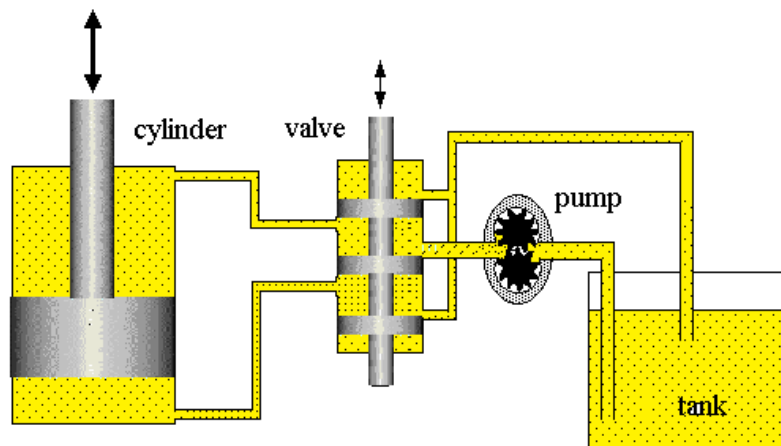 cylinder
valve
pump
tank